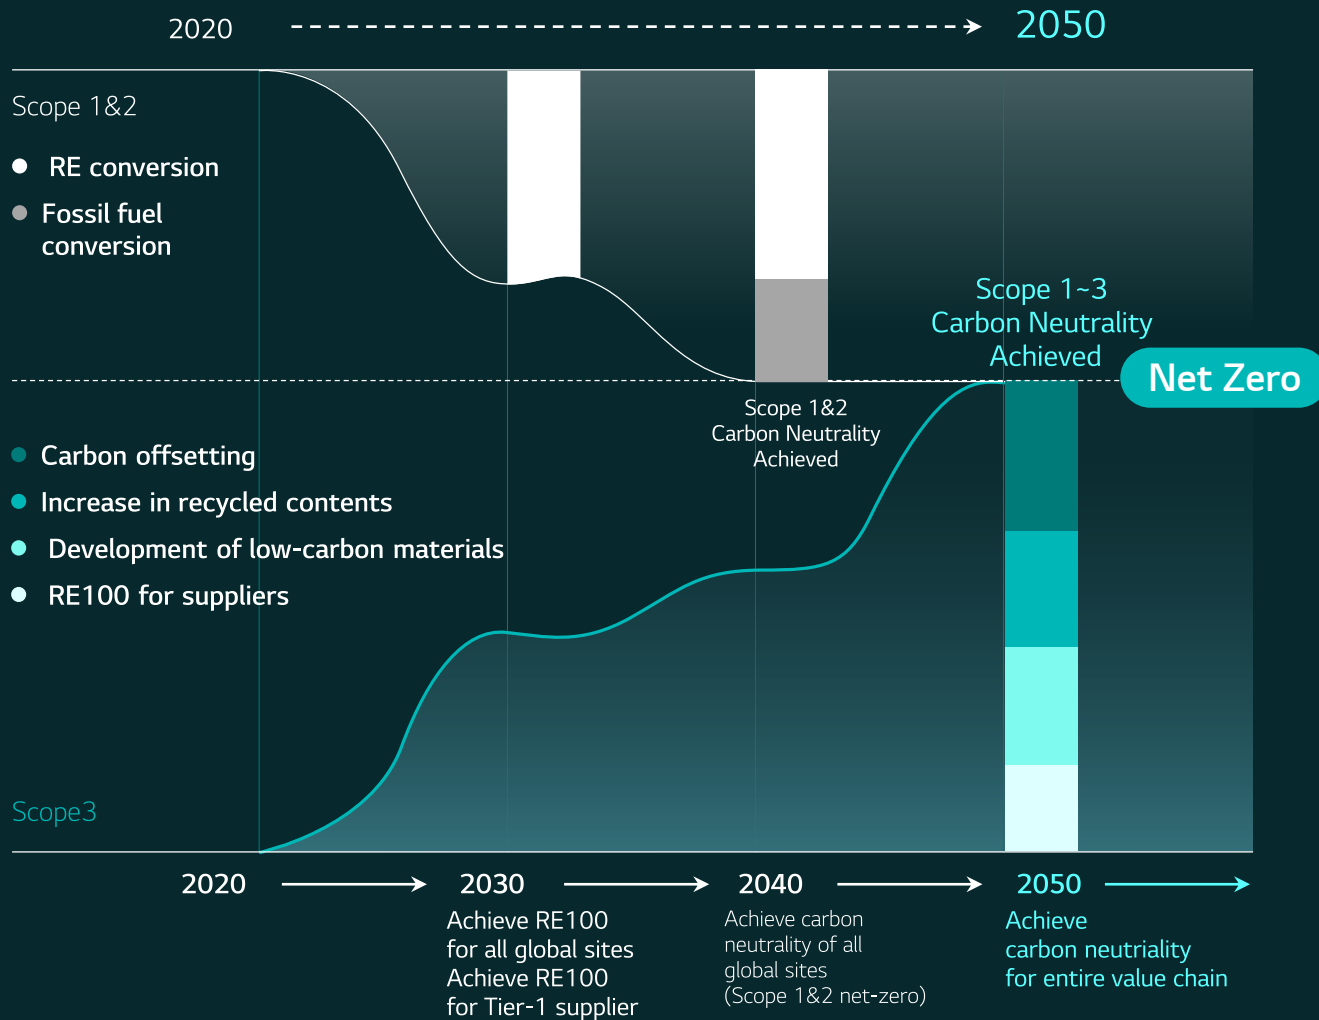 2020
2050
Scope 1&2
RE conversion
Fossil fuel
conversion
Scope 1~3
Carbon Neutrality
Achieved
Net Zero
Scope 1&2
Carbon Neutrality
Achieved
Carbon offsetting
Increase in recycled contents
Development of low-carbon materials
RE100 for suppliers
Scope3
2020
2030
2040
2050
Achieve RE100
for all global sites
Achieve RE100
for Tier-1 supplier
Achieve carbon
neutrality of all
global sites
(Scope 1&2 net-zero)
Achieve
carbon neutriality
for entire value chain